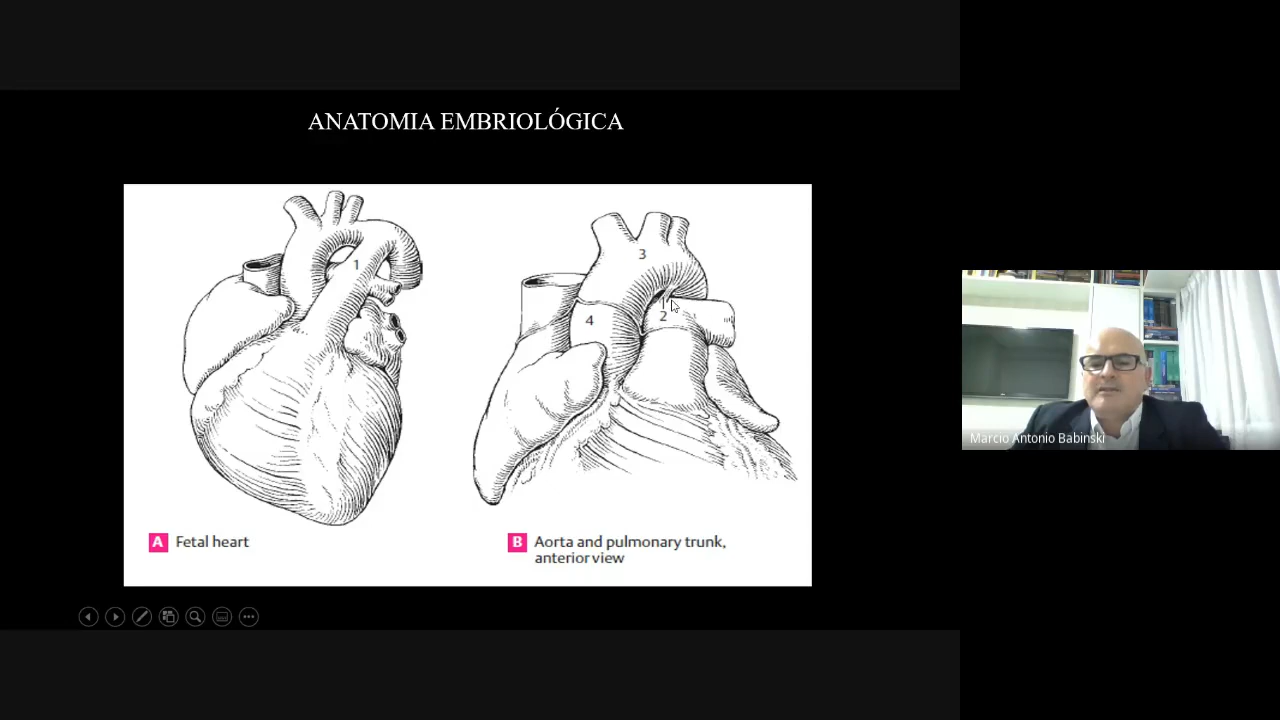 ANATOMIA EMBRIOLÓGICA
1
3
2
4
A Fetal heart
B Aorta and pulmonary trunk,
anterior view
Marcio Antonio Babinski